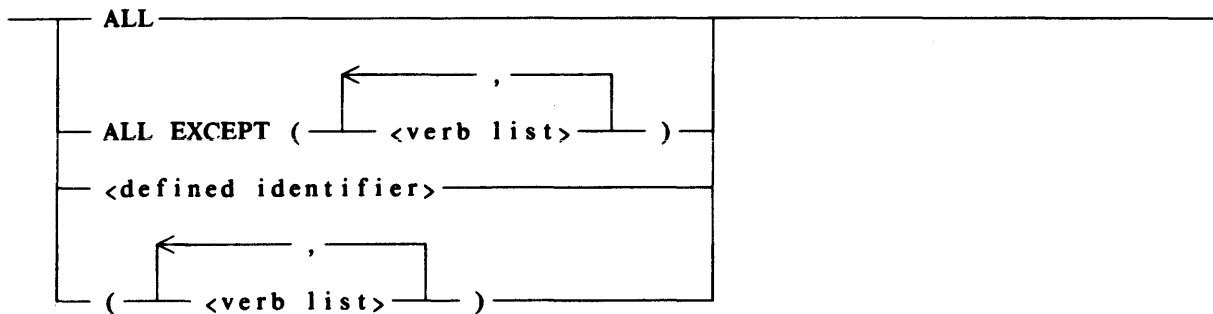 ALL
,
ALL EXCEPT ( <verb list> )
<defined identifier>
,
( <verb list> )